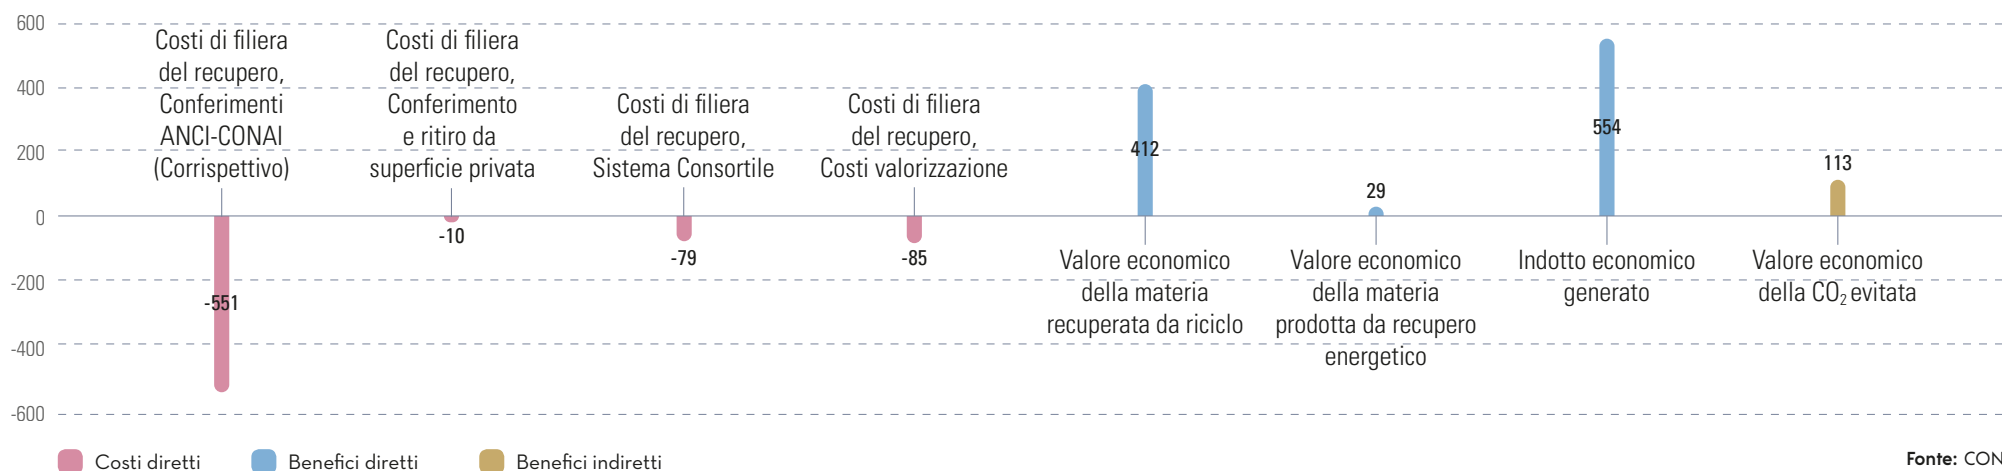 600
400
200
0
-200
-400
-600
Costi di filiera
del recupero,
Conferimenti
ANCI-CONAI
(Corrispettivo)
-551
Costi di filiera
del recupero,
Conferimento
e ritiro da
superficie privata
-10
Costi di filiera
del recupero,
Sistema Consortile
-79
Costi di filiera
del recupero,
Costi valorizzazione
-85
412
Valore economico
della materia
recuperata da riciclo
29
Valore economico
della materia
prodotta da recupero
energetico
554
Indotto economico
generato
113
Valore economico
della CO₂ evitata
Costi diretti
Benefici diretti
Benefici indiretti
Fonte: CON